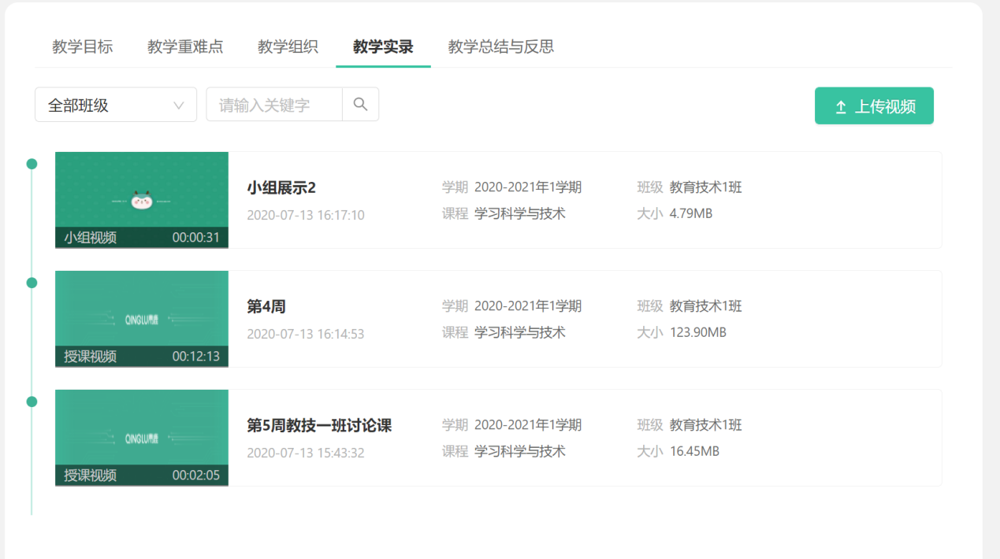 教学目标 教学重难点 教学组织 教学实录 教学总结与反思
全部班级 请输入关键字 上传视频
小组视频 00:00:31
小组展示2
2020-07-13 16:17:10
学期 2020-2021年1学期 班级 教育技术1班
课程 学习科学与技术 大小 4.79MB
QINGLU
授课视频 00:12:13
第4周
2020-07-13 16:14:53
学期 2020-2021年1学期 班级 教育技术1班
课程 学习科学与技术 大小 123.90MB
QINGLU
授课视频 00:02:05
第5周教技一班讨论课
2020-07-13 15:43:32
学期 2020-2021年1学期 班级 教育技术1班
课程 学习科学与技术 大小 16.45MB